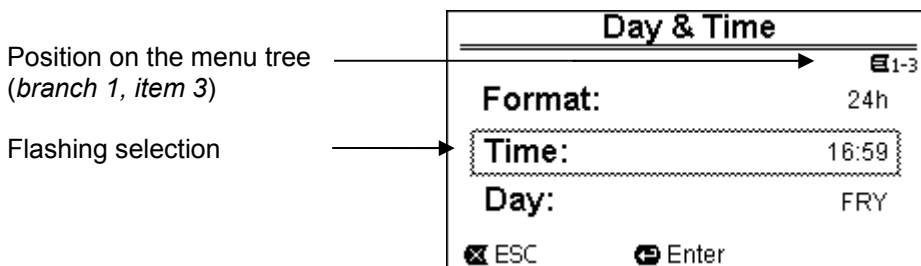 Day & Time
Position on the menu tree
(branch 1, item 3)
1-3
Format: 24h
Flashing selection
Time: 16:59
Day: FRY
ESC Enter